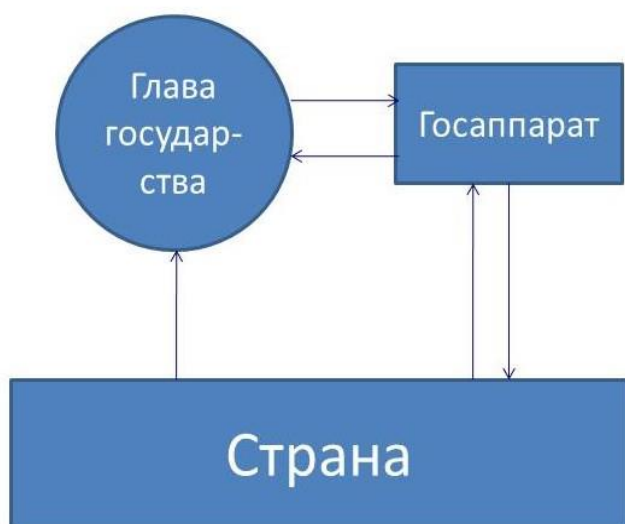 Глава
государ-
ства
Госаппарат
Страна